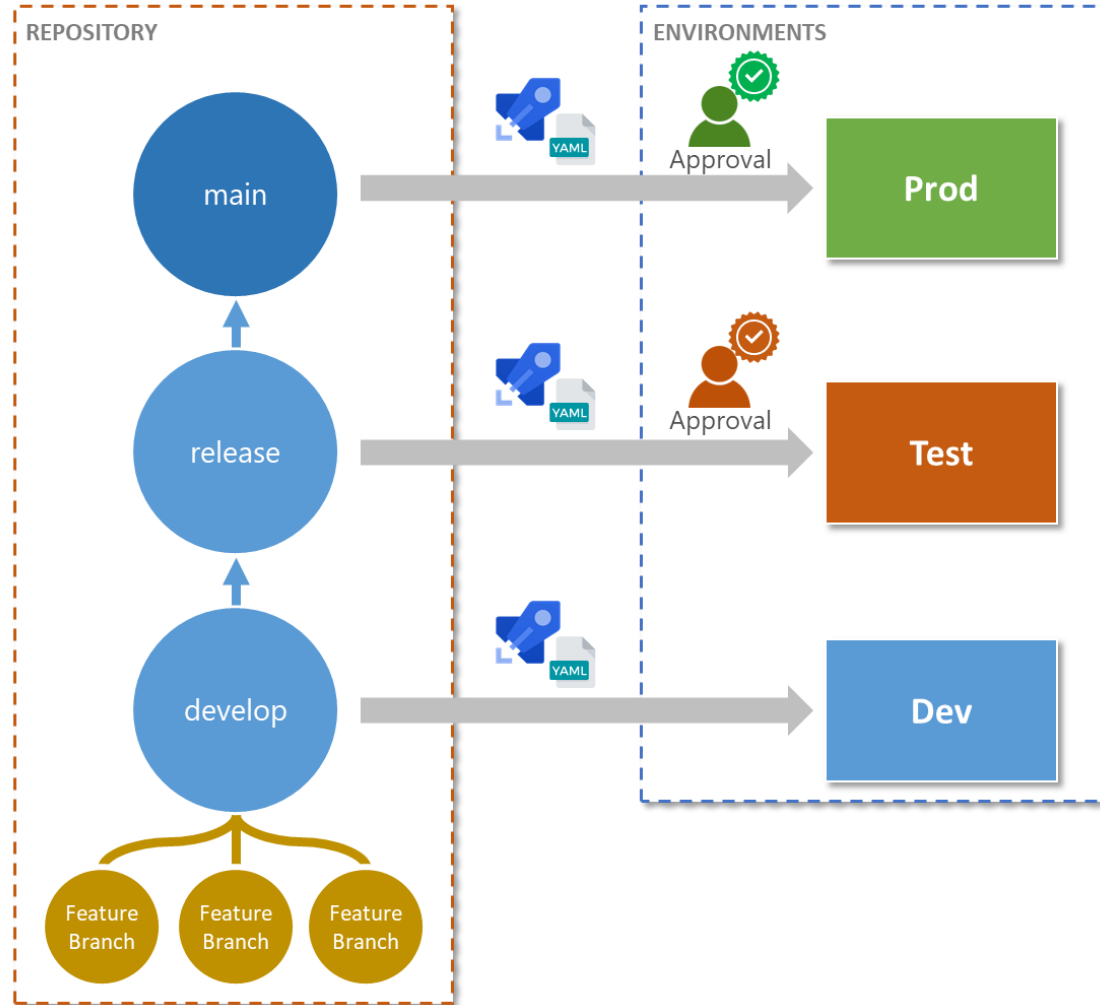 REPOSITORY
ENVIRONMENTS
main
YAML
Approval
Prod
release
YAML
Approval
Test
develop
YAML
Dev
Feature
Branch
Feature
Branch
Feature
Branch